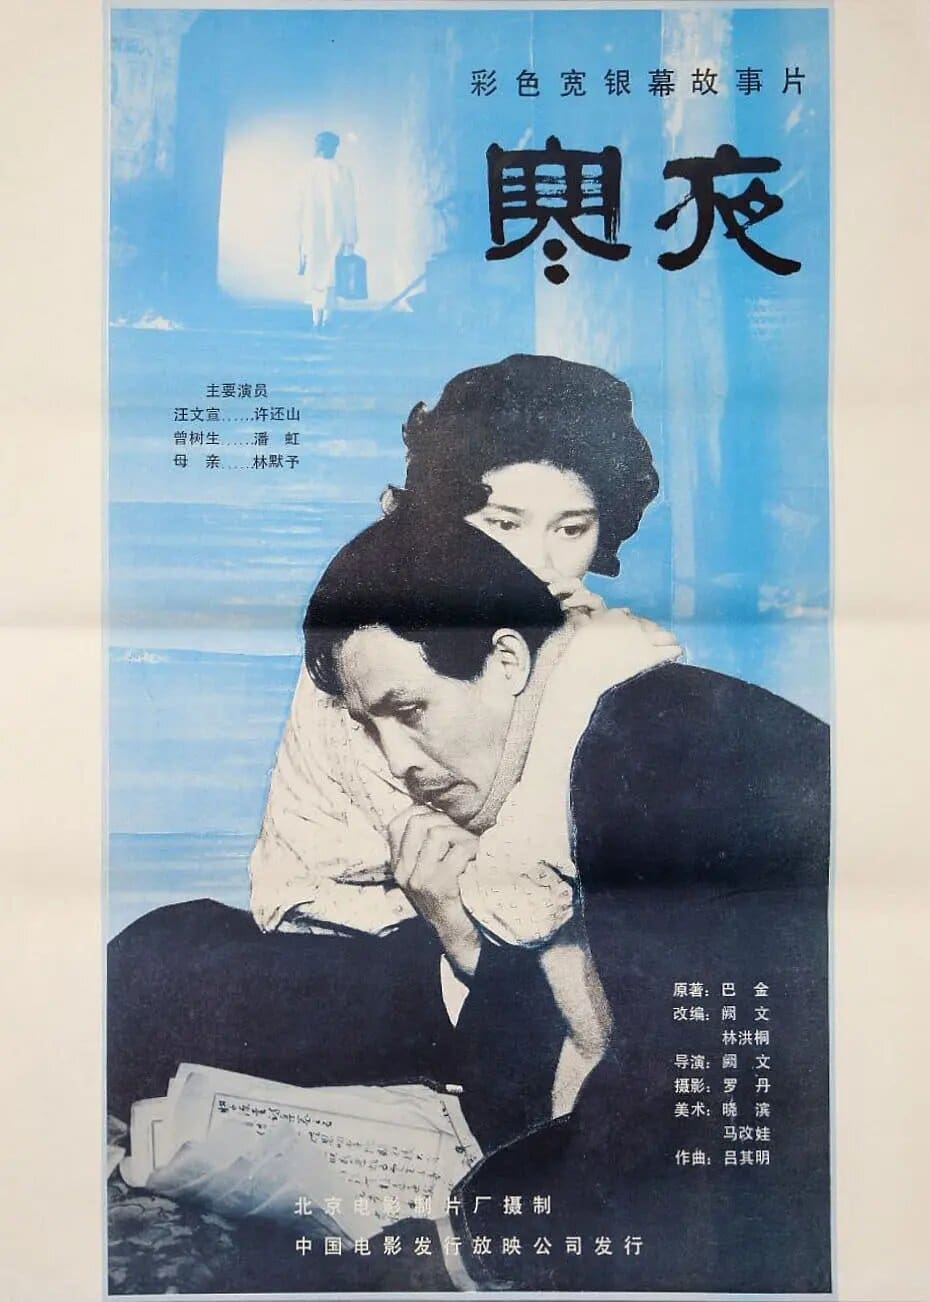 彩色宽银幕故事片
寒夜
主要演员
汪文宣……许还山
曾树生……潘 虹
母 亲……林默予
原著：巴 金
改编：阙 文
林洪桐
导演：阙 文
摄影：罗 丹
美术：晓 滨
马改娃
作曲：吕其明
北京电影制片厂摄制
中国电影发行放映公司发行